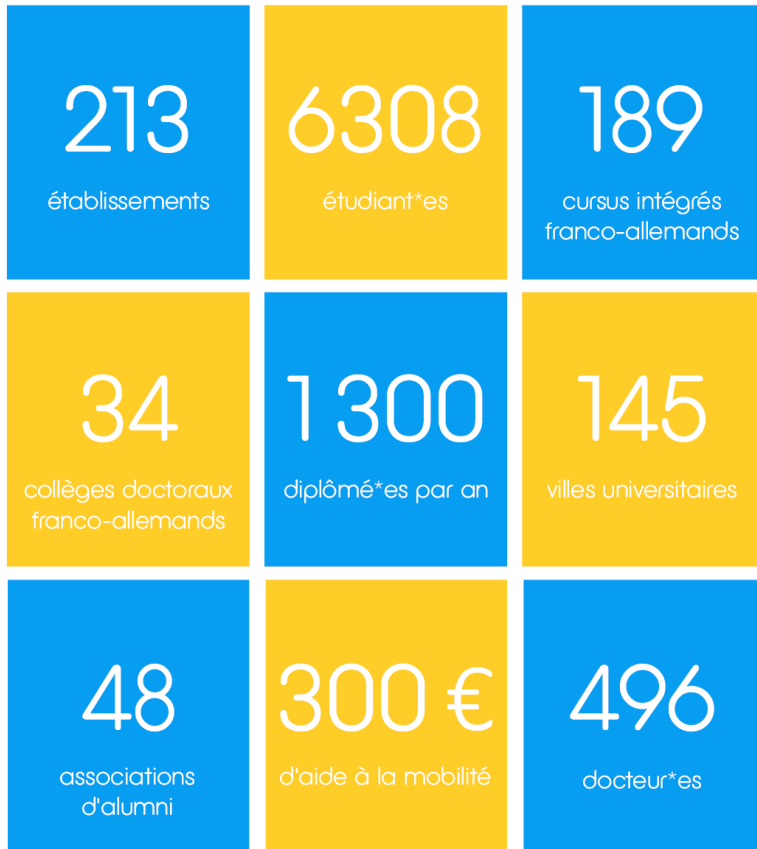 213
établissements
6308
étudiant*es
189
cursus intégrés
franco-allemands
34
collèges doctoraux
franco-allemands
1 300
diplômé*es par an
145
villes universitaires
48
associations
d'alumni
300 €
d'aide à la mobilité
496
docteur*es